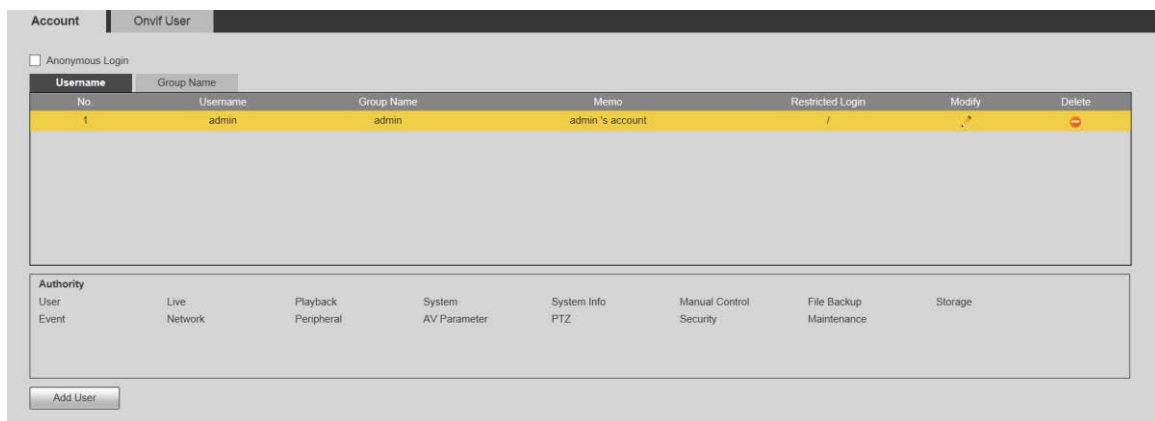 Account Onvif User
Anonymous Login
Username Group Name
No. Username Group Name Memo Restricted Login Modify Delete
1 admin admin admin 's account /
Authority
User Live Playback System System Info Manual Control File Backup Storage
Event Network Peripheral AV Parameter PTZ Security Maintenance
Add User